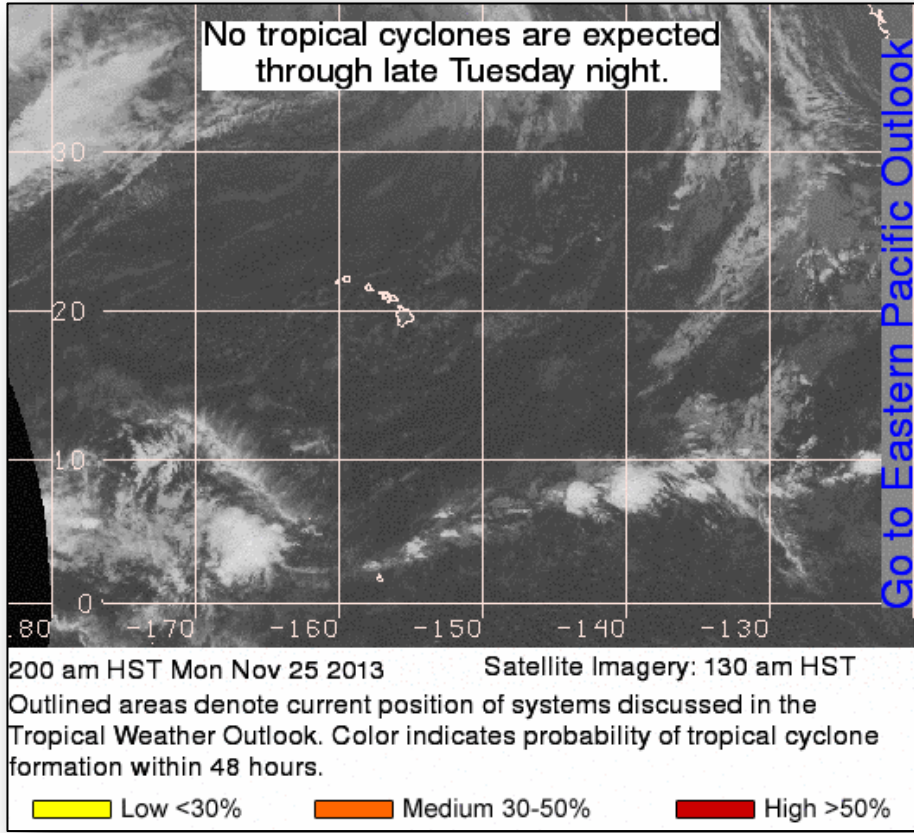 No tropical cyclones are expected
through late Tuesday night.
Go to Eastern Pacific Outlook
30
20
10
0
.80 -170 -160 -150 -140 -130
200 am HST Mon Nov 25 2013 Satellite Imagery: 130 am HST
Outlined areas denote current position of systems discussed in the
Tropical Weather Outlook. Color indicates probability of tropical cyclone
formation within 48 hours.
Low <30% Medium 30-50% High >50%